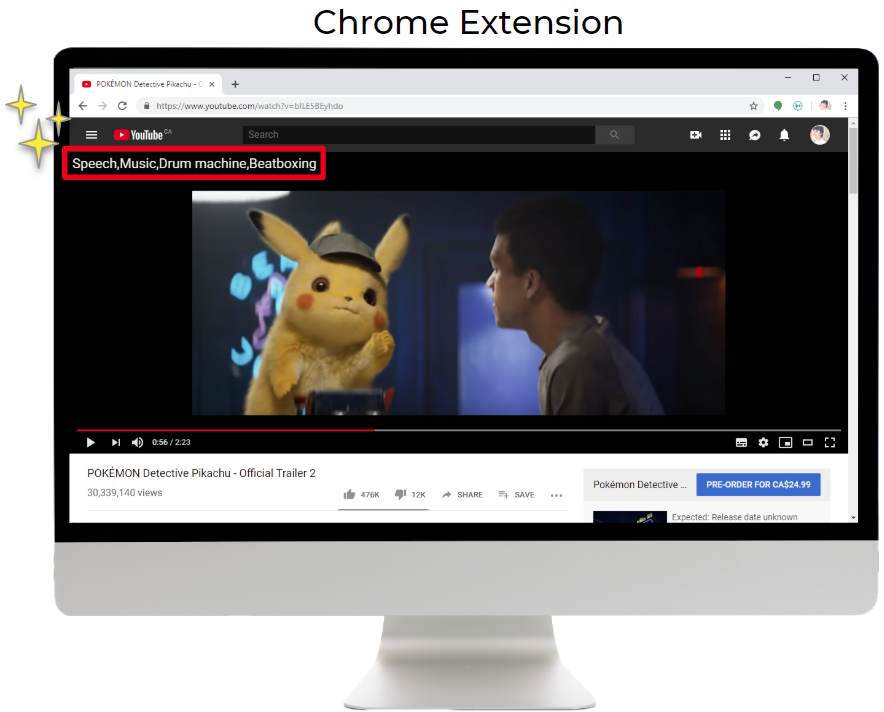 Chrome Extension
POKÉMON Detective Pikachu - C
https://www.youtube.com/watch?v=bILE5BEyhdo
YouTube CA
Search
Speech,Music,Drum machine,Beatboxing
0:56 / 2:23
POKÉMON Detective Pikachu - Official Trailer 2
30,339,140 views
476K
12K
SHARE
SAVE
Pokémon Detective ...
PRE-ORDER FOR CA$24.99
Expected: Release date unknown